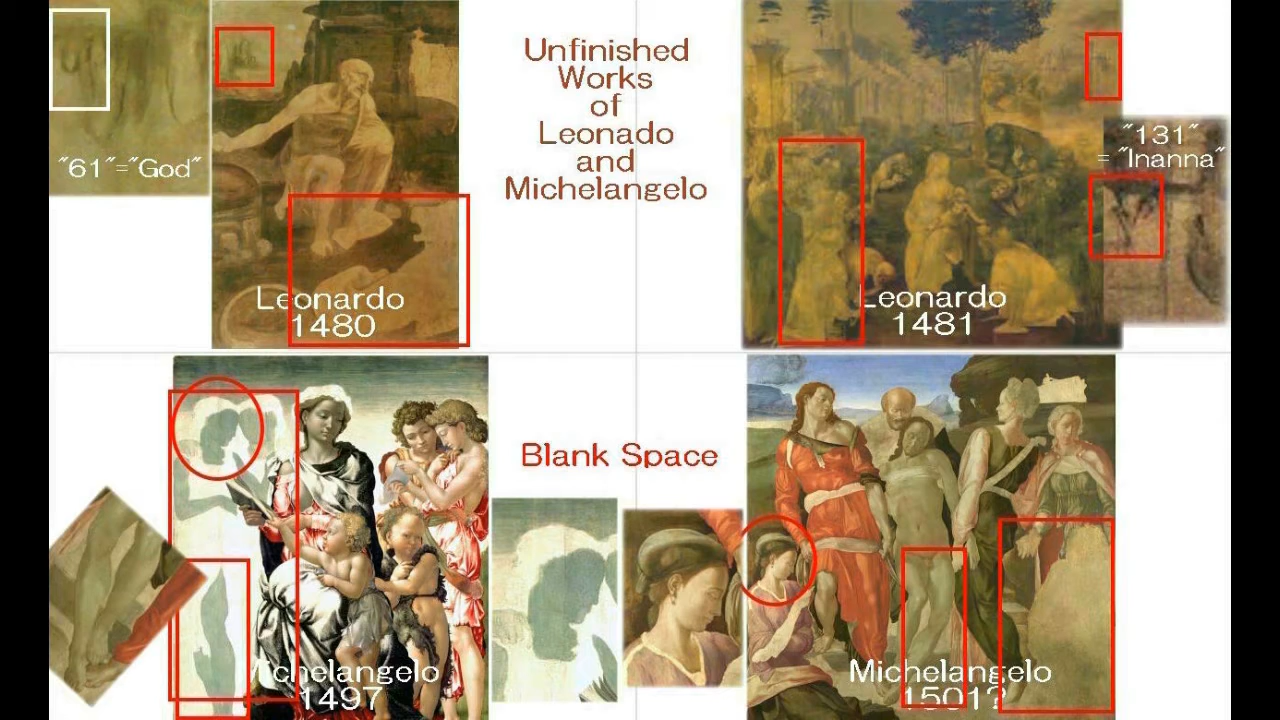 Unfinished
Works
of
Leonado
and
Michelangelo
"61"="God"
Leonardo
1480
"131"
= "Inanna"
Leonardo
1481
Blank Space
Michelangelo
1497
Michelangelo
1501?